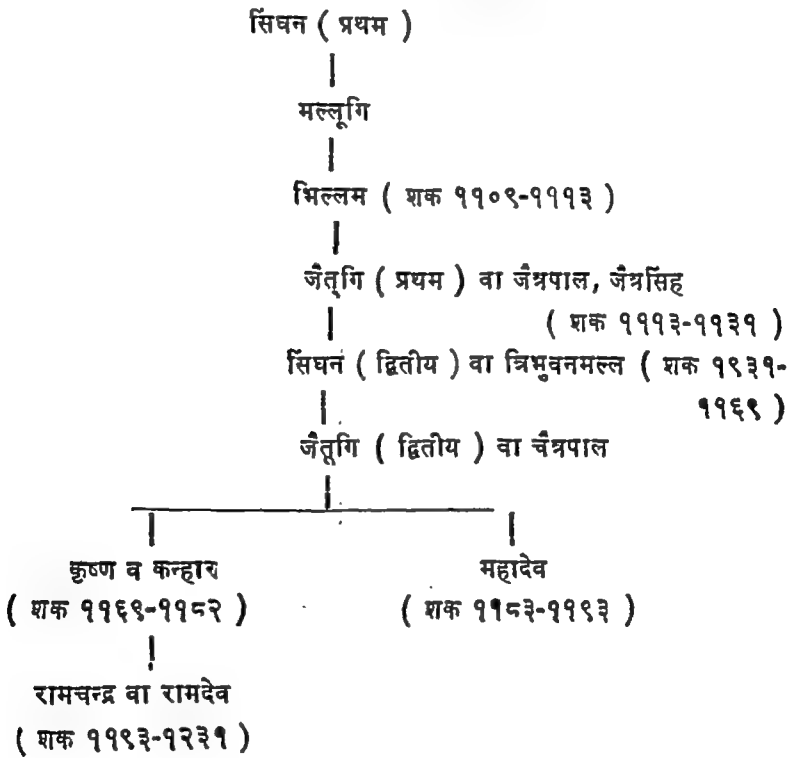 सिंघन ( प्रथम )
मल्लूगि
भिल्लम ( शक ११०९-१११३ )
जैतूगि ( प्रथम ) वा जैत्रपाल, जैत्रसिंह
( शक १११३-११३१ )
सिंघन ( द्वितीय ) वा त्रिभुवनमल्ल ( शक १९३१-
११६९ )
जैतूगि ( द्वितीय ) वा चैत्रपाल
कृष्ण व कन्हार महादेव
( शक ११६९-११८२ ) ( शक ११८३-११९३ )
रामचन्द्र वा रामदेव
( शक ११९३-१२३१ )